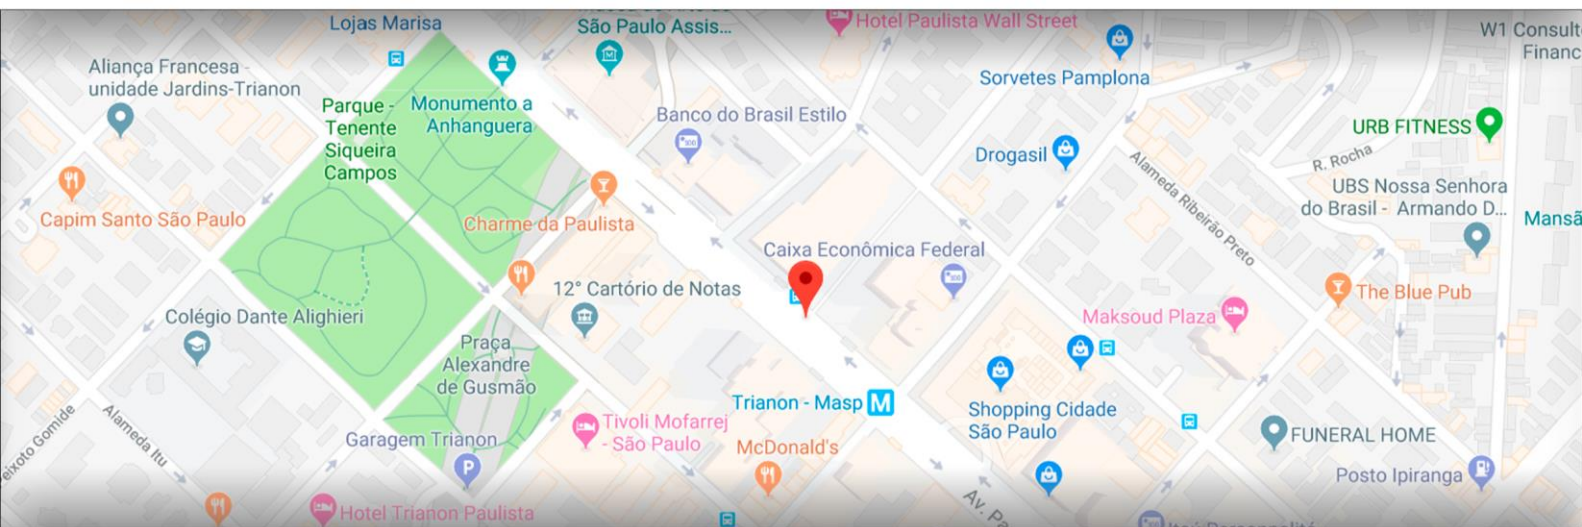 Lojas Marisa
São Paulo Assis...
Hotel Paulista Wall Street
W1 Consult
Financ
Aliança Francesa -
unidade Jardins-Trianon
Sorvetes Pamplona
Parque -
Tenente
Siqueira
Campos
Monumento a
Anhanguera
Banco do Brasil Estilo
URB FITNESS
Drogasil
R. Rocha
Alameda Ribeirão Preto
UBS Nossa Senhora
do Brasil - Armando D...
Capim Santo São Paulo
Charme da Paulista
Mansã
Caixa Econômica Federal
12° Cartório de Notas
The Blue Pub
Colégio Dante Alighieri
Maksoud Plaza
Praça
Alexandre
de Gusmão
Trianon - Masp M
Shopping Cidade
São Paulo
Tivoli Mofarrej
- São Paulo
eixoto Gomide
Alameda Itu
Garagem Trianon
P
McDonald's
FUNERAL HOME
Posto Ipiranga
Hotel Trianon Paulista
Av. Pa